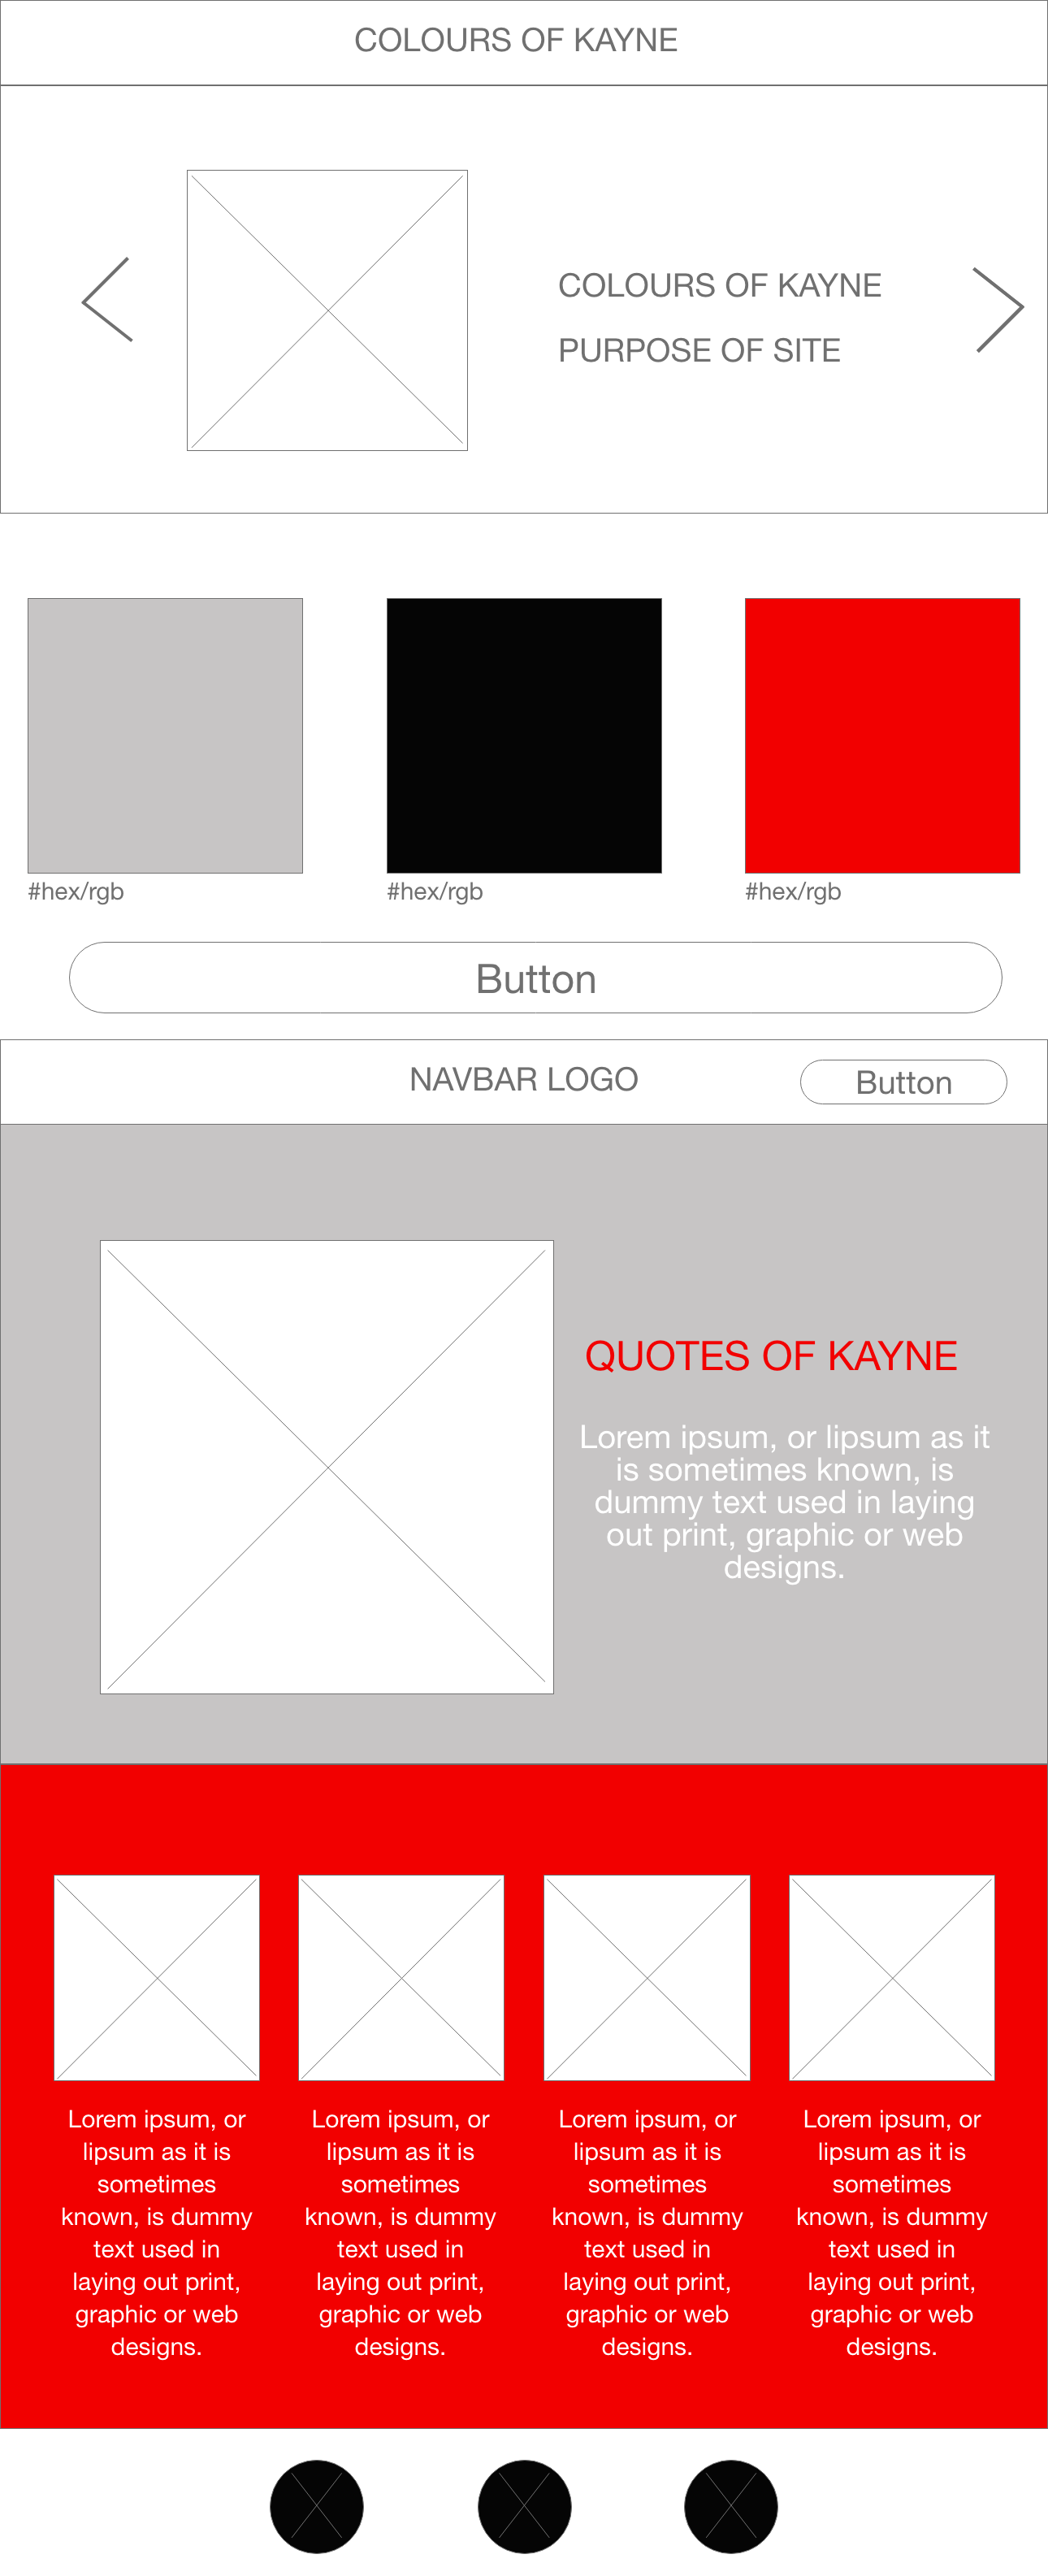 COLOURS OF KAYNE
COLOURS OF KAYNE
PURPOSE OF SITE
#hex/rgb
#hex/rgb
#hex/rgb
Button
NAVBAR LOGO
Button
QUOTES OF KAYNE
Lorem ipsum, or lipsum as it
is sometimes known, is
dummy text used in laying
out print, graphic or web
designs.
Lorem ipsum, or
lipsum as it is
sometimes
known, is dummy
text used in
laying out print,
graphic or web
designs.
Lorem ipsum, or
lipsum as it is
sometimes
known, is dummy
text used in
laying out print,
graphic or web
designs.
Lorem ipsum, or
lipsum as it is
sometimes
known, is dummy
text used in
laying out print,
graphic or web
designs.
Lorem ipsum, or
lipsum as it is
sometimes
known, is dummy
text used in
laying out print,
graphic or web
designs.